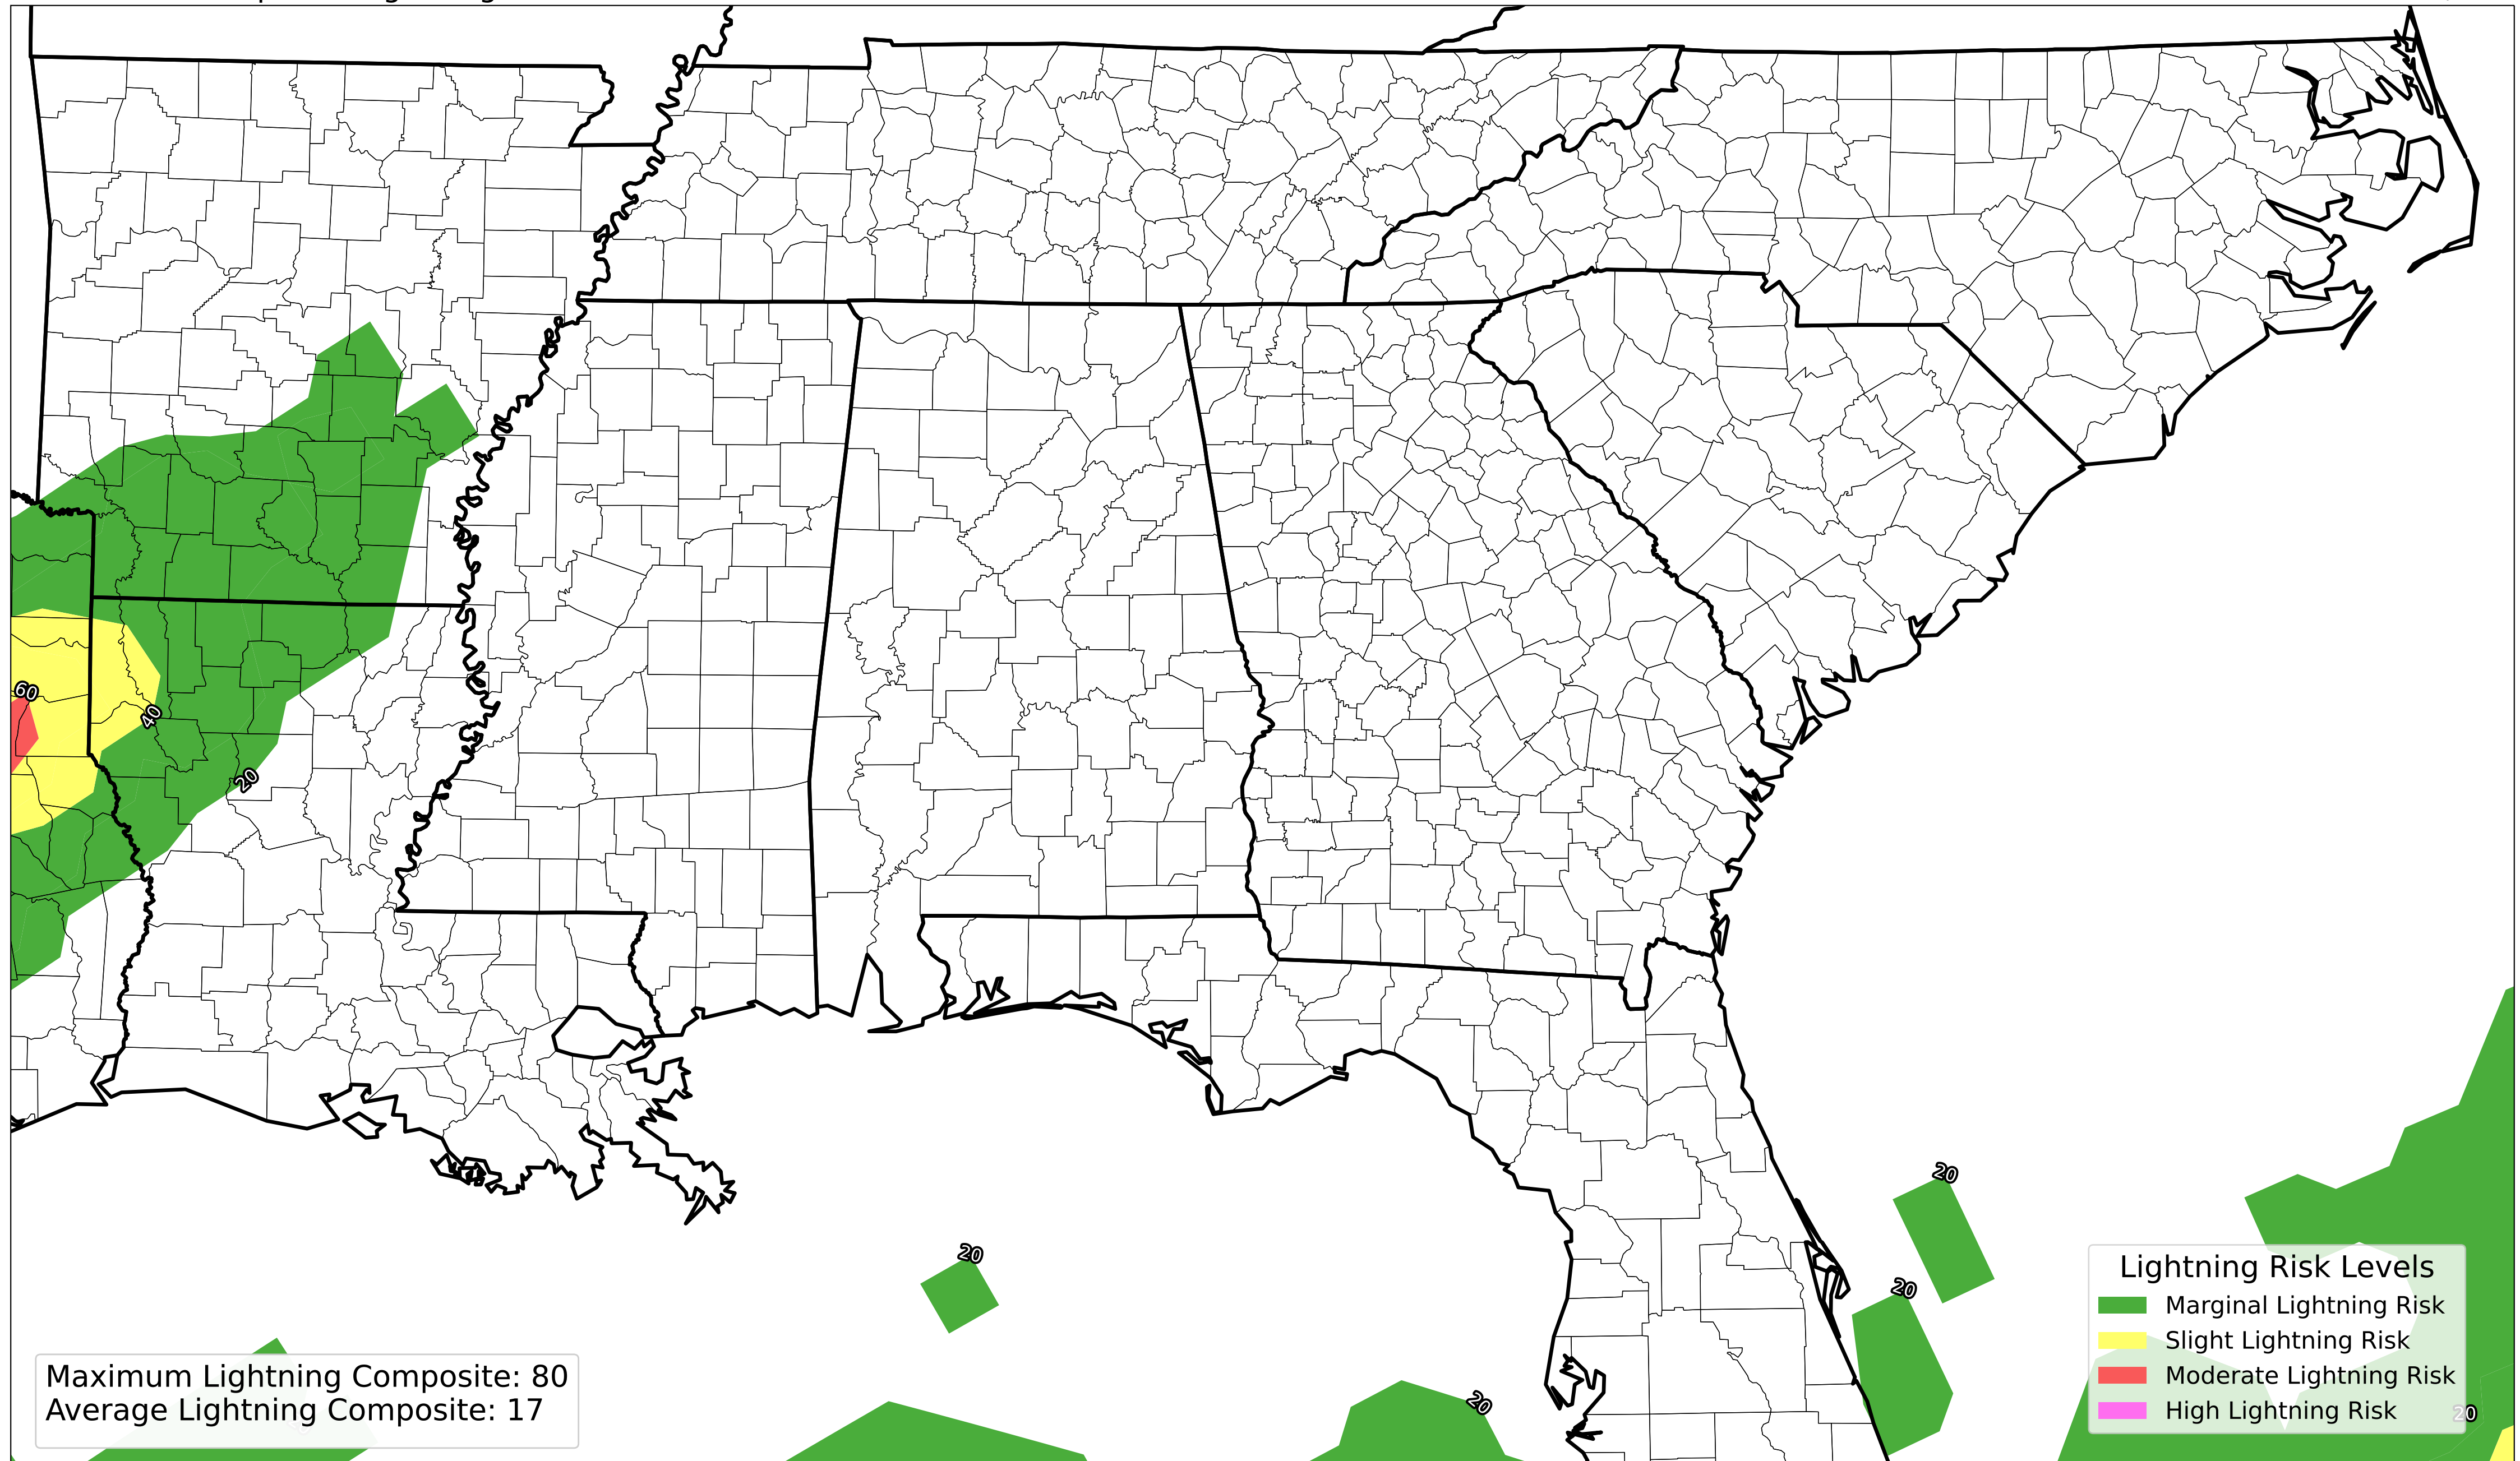 60
40
20
20
20
20
20
Lightning Risk Levels
Marginal Lightning Risk
Slight Lightning Risk
Moderate Lightning Risk
High Lightning Risk
20
Maximum Lightning Composite: 80
Average Lightning Composite: 17